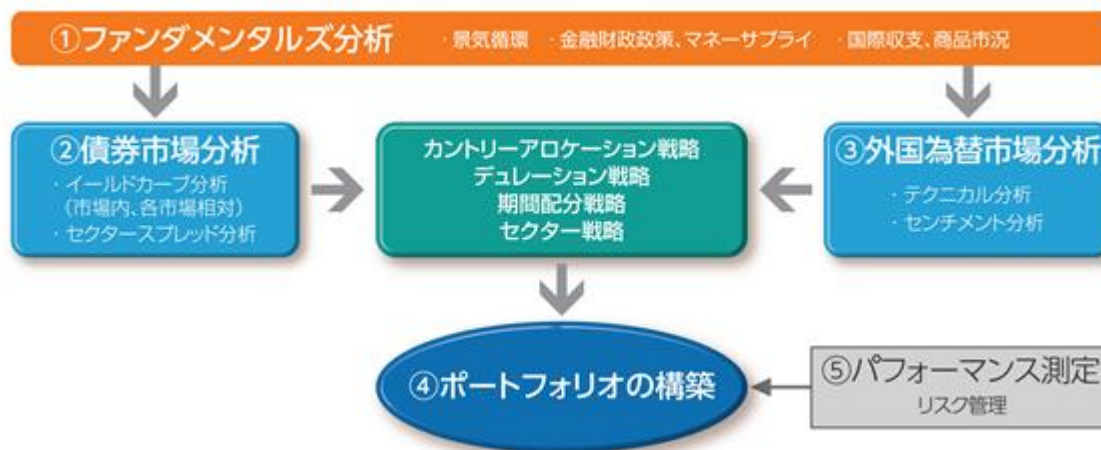 ①ファンダメンタルズ分析 ・景気循環 ・金融財政政策、マネーサプライ ・国際収支、商品市況
②債券市場分析
・イールドカーブ分析
(市場内、各市場相対)
・セクタースプレッド分析
カントリーアロケーション戦略
デュレーション戦略
期間配分戦略
セクター戦略
③外国為替市場分析
・テクニカル分析
・センチメント分析
④ポートフォリオの構築
⑤パフォーマンス測定
リスク管理